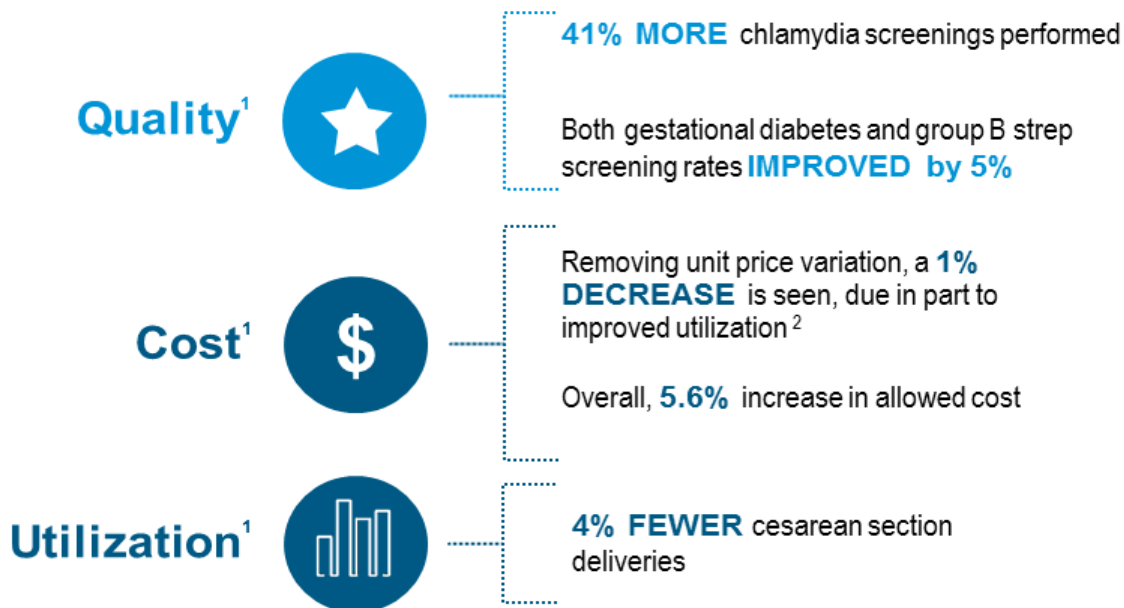 Quality¹
41% MORE chlamydia screenings performed
Both gestational diabetes and group B strep
screening rates IMPROVED by 5%
Cost¹
$
Removing unit price variation, a 1%
DECREASE is seen, due in part to
improved utilization ²
Overall, 5.6% increase in allowed cost
Utilization¹
4% FEWER cesarean section
deliveries